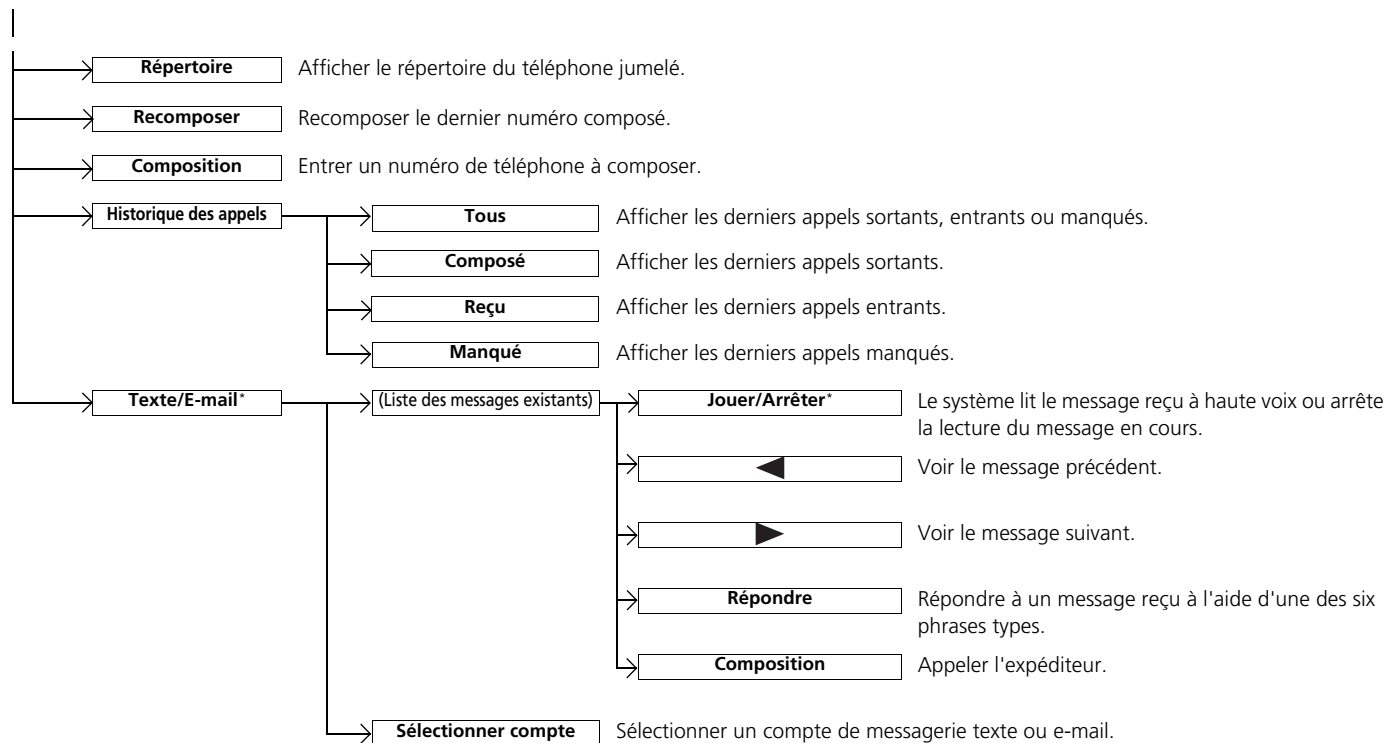 Répertoire Afficher le répertoire du téléphone jumelé.
Recomposer Recomposer le dernier numéro composé.
Composition Entrer un numéro de téléphone à composer.
Historique des appels Tous Afficher les derniers appels sortants, entrants ou manqués.
Composé Afficher les derniers appels sortants.
Reçu Afficher les derniers appels entrants.
Manqué Afficher les derniers appels manqués.
Texte/E-mail* (Liste des messages existants) Jouer/Arrêter* Le système lit le message reçu à haute voix ou arrête
la lecture du message en cours.
Voir le message précédent.
Voir le message suivant.
Répondre Répondre à un message reçu à l'aide d'une des six
phrases types.
Composition Appeler l'expéditeur.
Sélectionner compte Sélectionner un compte de messagerie texte ou e-mail.